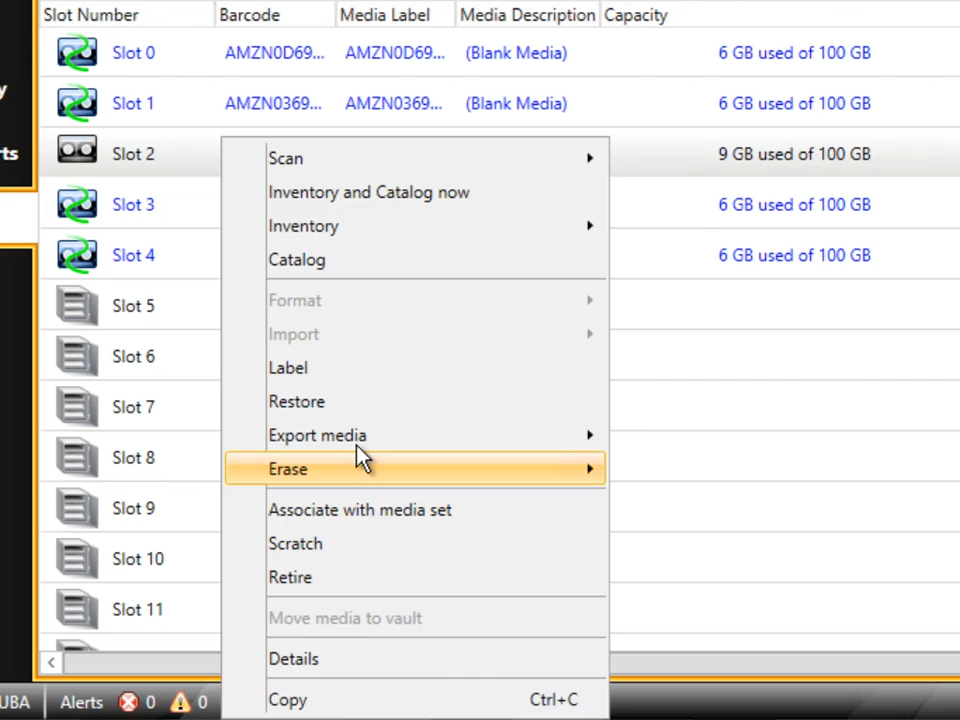 Slot Number Barcode Media Label Media Description Capacity
Slot 0 AMZN0D69... AMZN0D69... (Blank Media) 6 GB used of 100 GB
Slot 1 AMZN0369... AMZN0369... (Blank Media) 6 GB used of 100 GB
Slot 2 9 GB used of 100 GB
Slot 3 6 GB used of 100 GB
Slot 4 6 GB used of 100 GB
Slot 5
Slot 6
Slot 7
Slot 8
Slot 9
Slot 10
Slot 11
Scan
Inventory and Catalog now
Inventory
Catalog
Format
Import
Label
Restore
Export media
Erase
Associate with media set
Scratch
Retire
Move media to vault
Details
Copy Ctrl+C
y
rts
UBA Alerts 0 0